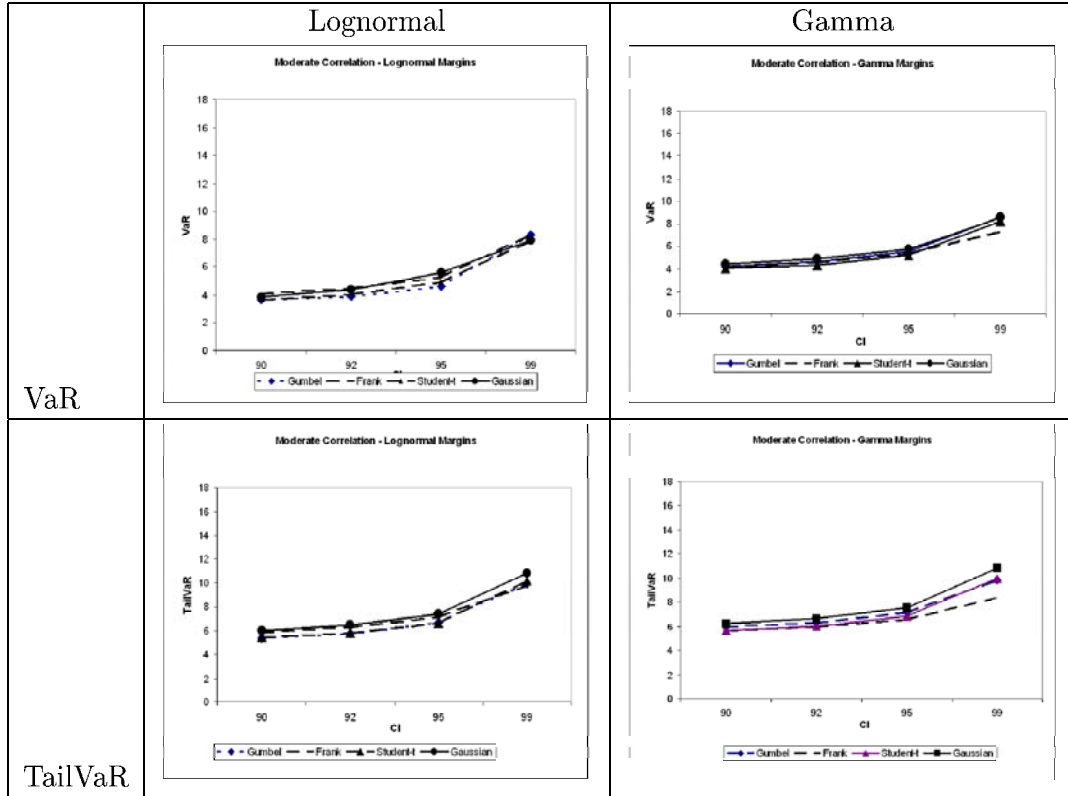 Lognormal
Gamma
VaR
Moderate Correlation - Lognormal Margins
18
16
14
12
10
8
6
4
2
0
VaR
90
92
95
99
CI
Gumbel
Frank
Student-t
Gaussian
Moderate Correlation - Gamma Margins
18
16
14
12
10
8
6
4
2
0
VaR
90
92
95
99
CI
Gumbel
Frank
Student-t
Gaussian
TailVaR
Moderate Correlation - Lognormal Margins
18
16
14
12
10
8
6
4
2
0
TailVaR
90
92
95
99
CI
Gumbel
Frank
Student-t
Gaussian
Moderate Correlation - Gamma Margins
18
16
14
12
10
8
6
4
2
0
TailVaR
90
92
95
99
CI
Gumbel
Frank
Student-t
Gaussian